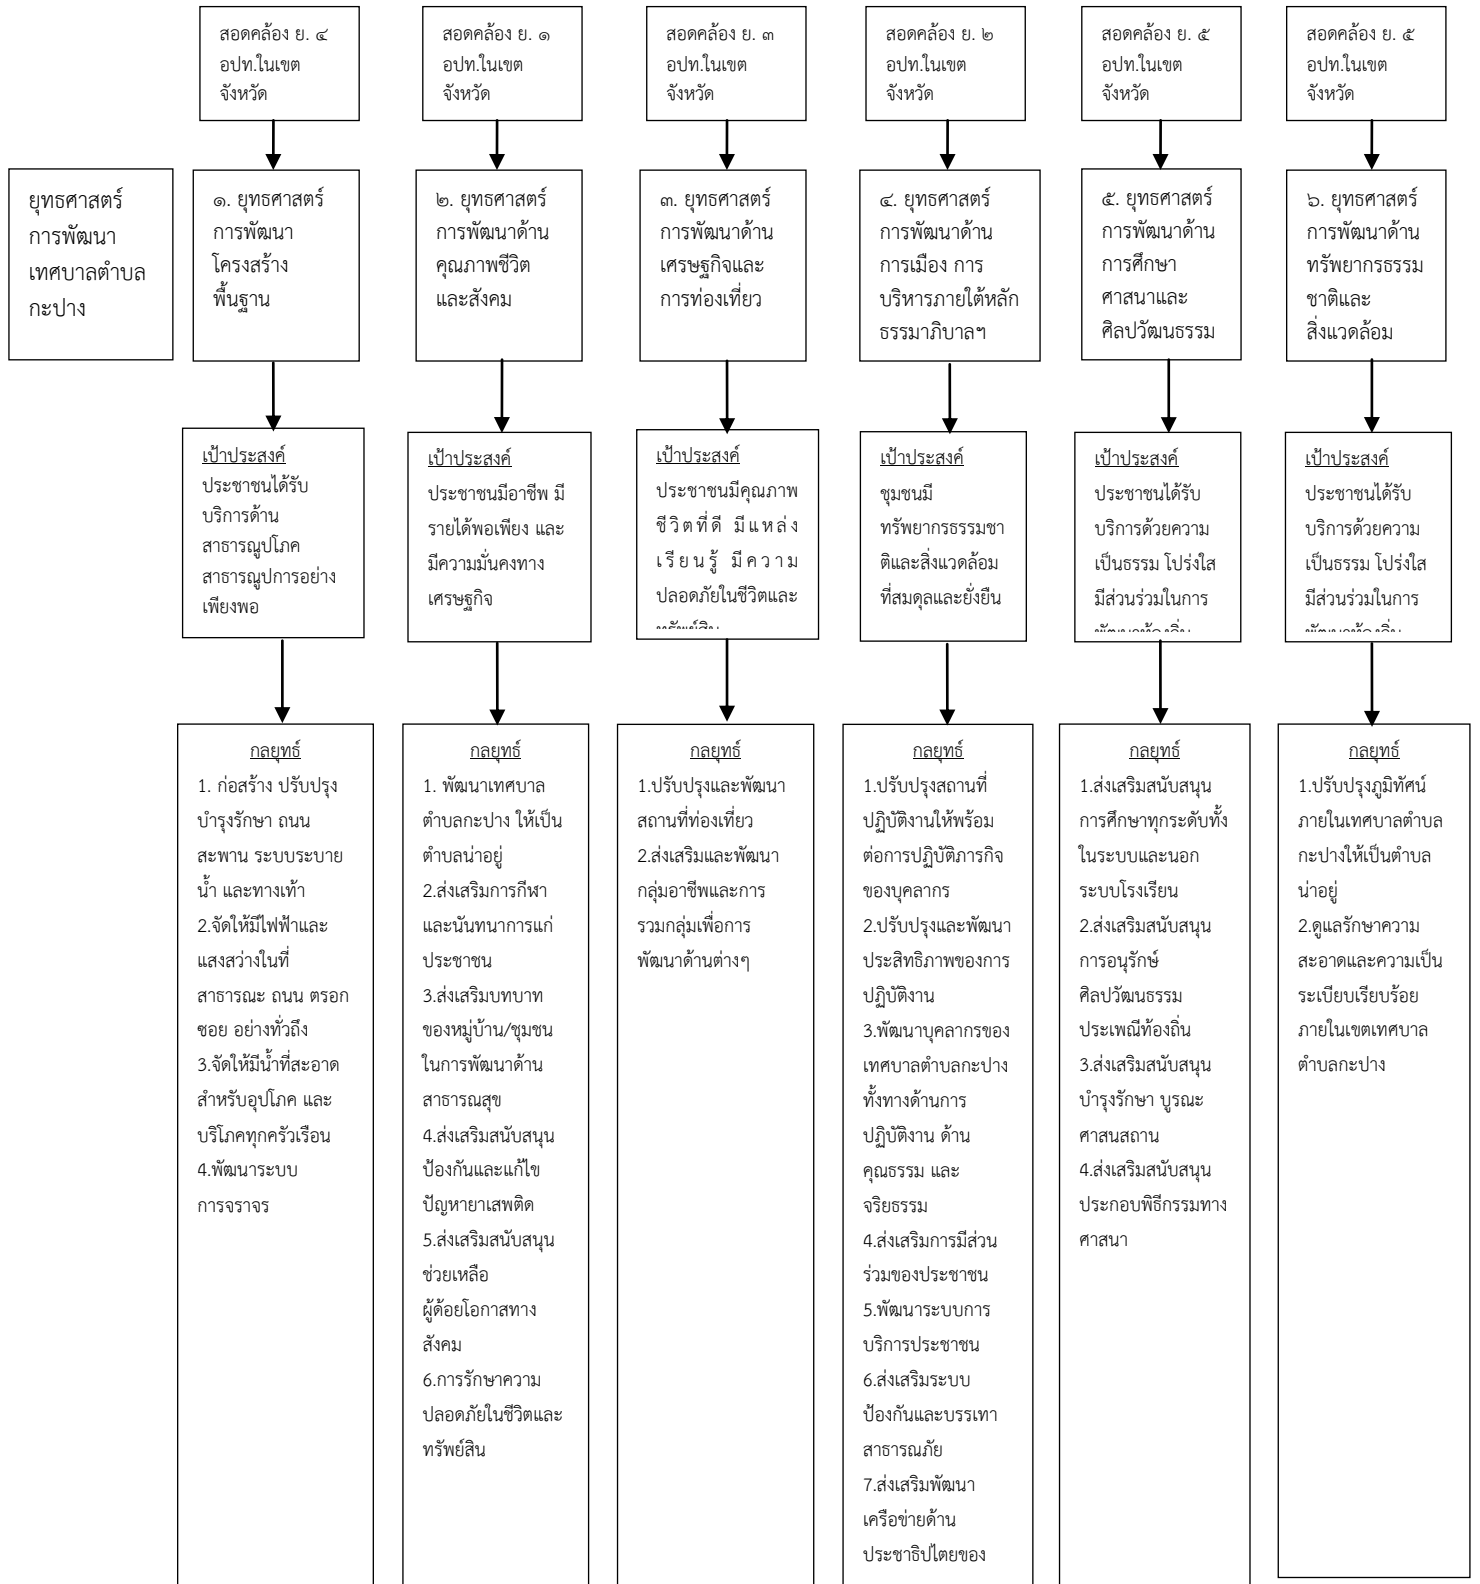 สอดคล้อง ย. ๔
อปท.ในเขต
จังหวัด
สอดคล้อง ย. ๑
อปท.ในเขต
จังหวัด
สอดคล้อง ย. ๓
อปท.ในเขต
จังหวัด
สอดคล้อง ย. ๒
อปท.ในเขต
จังหวัด
สอดคล้อง ย. ๕
อปท.ในเขต
จังหวัด
สอดคล้อง ย. ๕
อปท.ในเขต
จังหวัด
ยุทธศาสตร์
การพัฒนา
เทศบาลตำบล
กะปาง
๑. ยุทธศาสตร์
การพัฒนา
โครงสร้าง
พื้นฐาน
๒. ยุทธศาสตร์
การพัฒนาด้าน
คุณภาพชีวิต
และสังคม
๓. ยุทธศาสตร์
การพัฒนาด้าน
เศรษฐกิจและ
การท่องเที่ยว
๔. ยุทธศาสตร์
การพัฒนาด้าน
การเมือง การ
บริหารภายใต้หลัก
ธรรมาภิบาลฯ
๕. ยุทธศาสตร์
การพัฒนาด้าน
การศึกษา
ศาสนาและ
ศิลปวัฒนธรรม
๖. ยุทธศาสตร์
การพัฒนาด้าน
ทรัพยากรธรรม
ชาติและ
สิ่งแวดล้อม
เป้าประสงค์
ประชาชนได้รับ
บริการด้าน
สาธารณูปโภค
สาธารณูปการอย่าง
เพียงพอ
เป้าประสงค์
ประชาชนมีอาชีพ มี
รายได้พอเพียง และ
มีความมั่นคงทาง
เศรษฐกิจ
เป้าประสงค์
ประชาชนมีคุณภาพ
ชีวิตที่ดี มีแหล่ง
เรียนรู้ มีความ
ปลอดภัยในชีวิตและ
ทรัพย์สิน
เป้าประสงค์
ชุมชนมี
ทรัพยากรธรรมชา
ติและสิ่งแวดล้อม
ที่สมดุลและยั่งยืน
เป้าประสงค์
ประชาชนได้รับ
บริการด้วยความ
เป็นธรรม โปร่งใส
มีส่วนร่วมในการ
พัฒนาท้องถิ่น
เป้าประสงค์
ประชาชนได้รับ
บริการด้วยความ
เป็นธรรม โปร่งใส
มีส่วนร่วมในการ
พัฒนาท้องถิ่น
กลยุทธ์
1. ก่อสร้าง ปรับปรุง
บำรุงรักษา ถนน
สะพาน ระบบระบาย
น้ำ และทางเท้า
2.จัดให้มีไฟฟ้าและ
แสงสว่างในที่
สาธารณะ ถนน ตรอก
ซอย อย่างทั่วถึง
3.จัดให้มีน้ำที่สะอาด
สำหรับอุปโภค และ
บริโภคทุกครัวเรือน
4.พัฒนาระบบ
การจราจร
กลยุทธ์
1. พัฒนาเทศบาล
ตำบลกะปาง ให้เป็น
ตำบลน่าอยู่
2.ส่งเสริมการกีฬา
และนันทนาการแก่
ประชาชน
3.ส่งเสริมบทบาท
ของหมู่บ้าน/ชุมชน
ในการพัฒนาด้าน
สาธารณสุข
4.ส่งเสริมสนับสนุน
ป้องกันและแก้ไข
ปัญหายาเสพติด
5.ส่งเสริมสนับสนุน
ช่วยเหลือ
ผู้ด้อยโอกาสทาง
สังคม
6.การรักษาความ
ปลอดภัยในชีวิตและ
ทรัพย์สิน
กลยุทธ์
1.ปรับปรุงและพัฒนา
สถานที่ท่องเที่ยว
2.ส่งเสริมและพัฒนา
กลุ่มอาชีพและการ
รวมกลุ่มเพื่อการ
พัฒนาด้านต่างๆ
กลยุทธ์
1.ปรับปรุงสถานที่
ปฏิบัติงานให้พร้อม
ต่อการปฏิบัติภารกิจ
ของบุคลากร
2.ปรับปรุงและพัฒนา
ประสิทธิภาพของการ
ปฏิบัติงาน
3.พัฒนาบุคลากรของ
เทศบาลตำบลกะปาง
ทั้งทางด้านการ
ปฏิบัติงาน ด้าน
คุณธรรม และ
จริยธรรม
4.ส่งเสริมการมีส่วน
ร่วมของประชาชน
5.พัฒนาระบบการ
บริการประชาชน
6.ส่งเสริมระบบ
ป้องกันและบรรเทา
สาธารณภัย
7.ส่งเสริมพัฒนา
เครือข่ายด้าน
ประชาธิปไตยของ
กลยุทธ์
1.ส่งเสริมสนับสนุน
การศึกษาทุกระดับทั้ง
ในระบบและนอก
ระบบโรงเรียน
2.ส่งเสริมสนับสนุน
การอนุรักษ์
ศิลปวัฒนธรรม
ประเพณีท้องถิ่น
3.ส่งเสริมสนับสนุน
บำรุงรักษา บูรณะ
ศาสนสถาน
4.ส่งเสริมสนับสนุน
ประกอบพิธีกรรมทาง
ศาสนา
กลยุทธ์
1.ปรับปรุงภูมิทัศน์
ภายในเทศบาลตำบล
กะปางให้เป็นตำบล
น่าอยู่
2.ดูแลรักษาความ
สะอาดและความเป็น
ระเบียบเรียบร้อย
ภายในเขตเทศบาล
ตำบลกะปาง